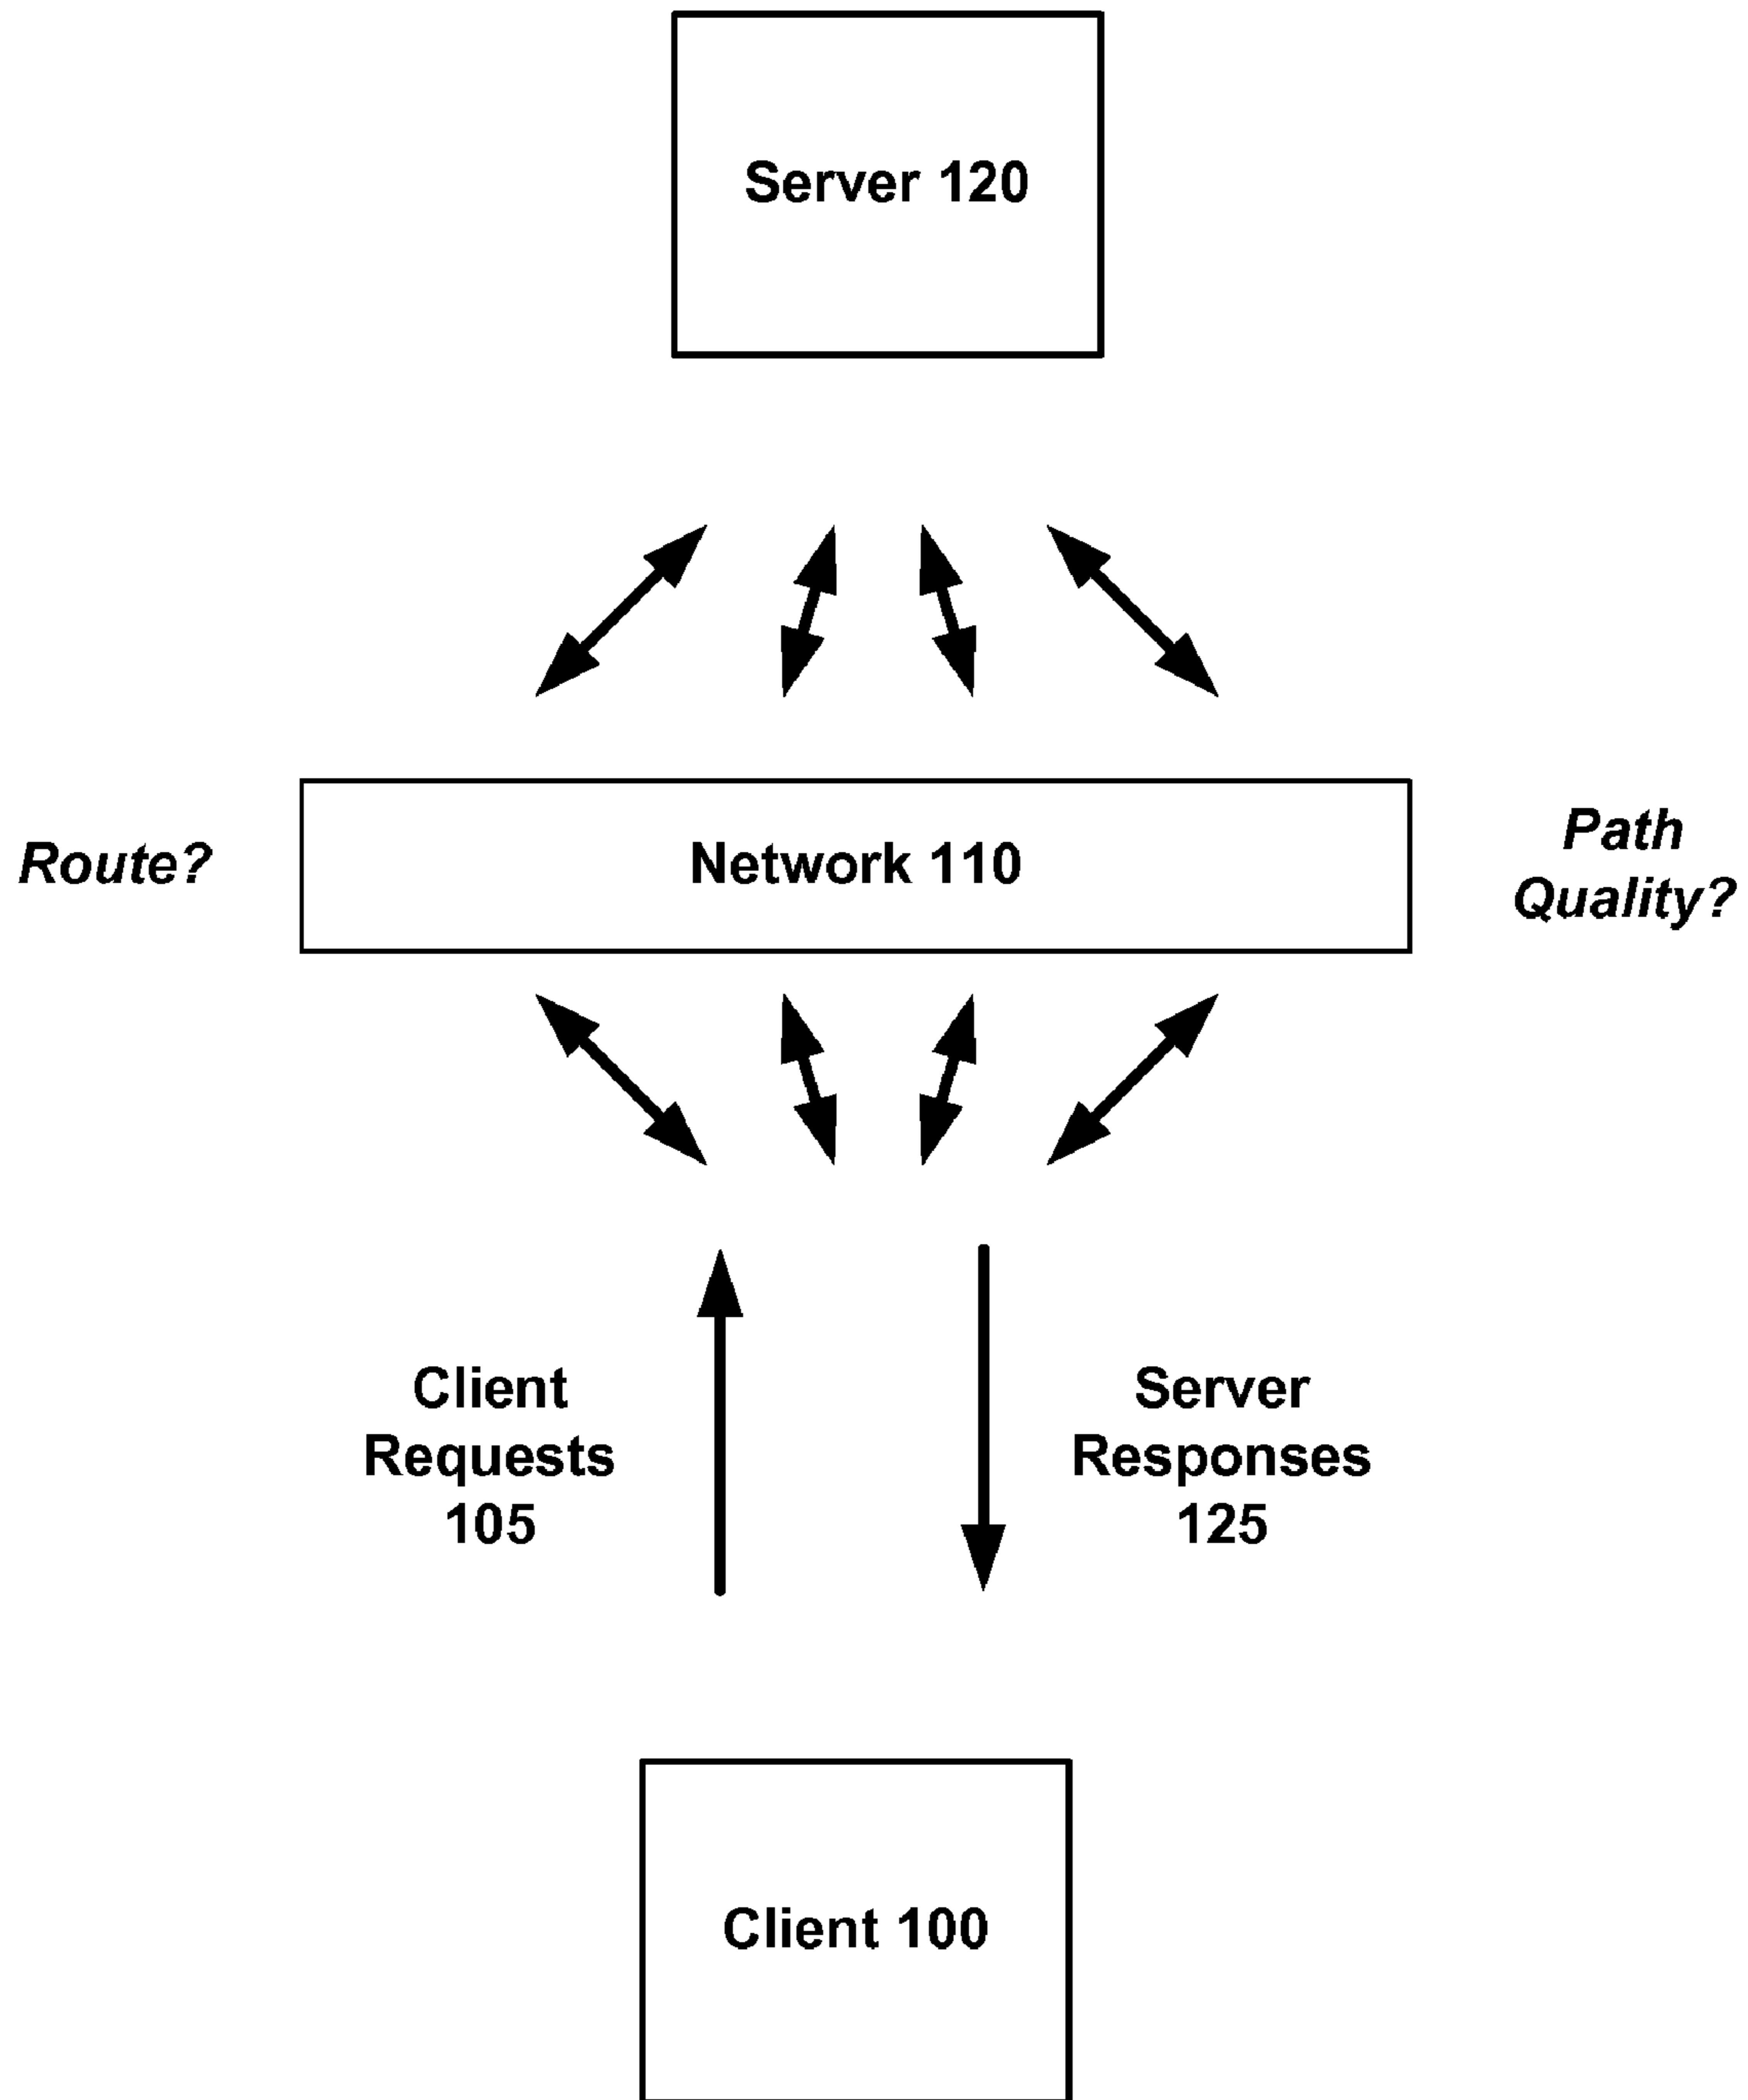 Server 120
Route?
Network 110
Path
Quality?
Client
Requests
105
Server
Responses
125
Client 100